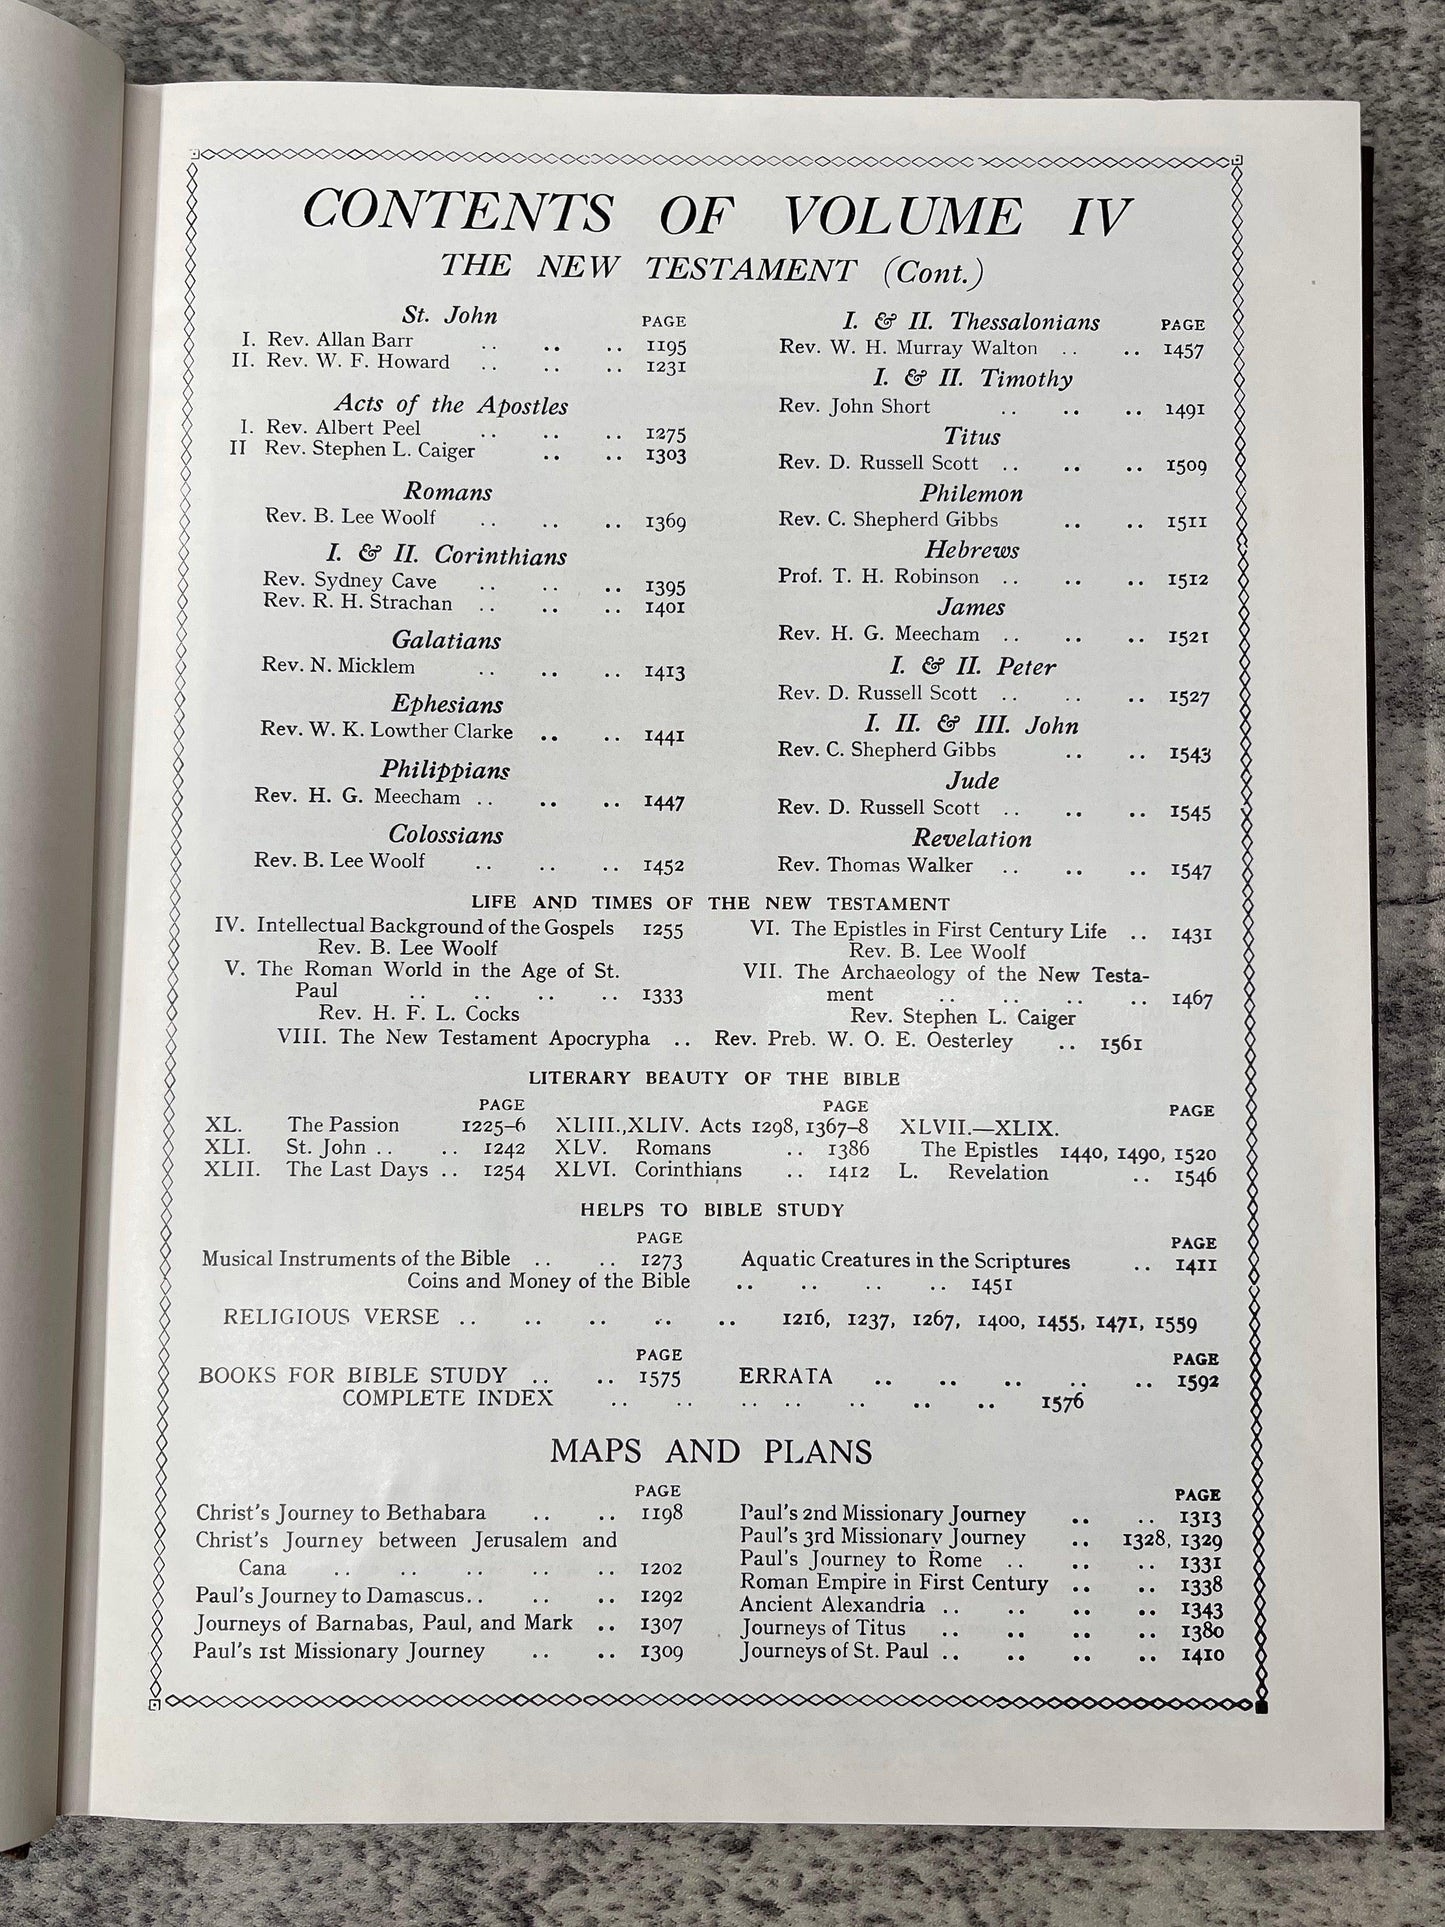 CONTENTS OF VOLUME IV
THE NEW TESTAMENT (Cont.)
St. John
PAGE
I. Rev. Allan Barr .. .. .. 1195
II. Rev. W. F. Howard .. .. .. 1231
Acts of the Apostles
I. Rev. Albert Peel .. .. .. 1275
II Rev. Stephen L. Caiger .. .. 1303
Romans
Rev. B. Lee Woolf .. .. .. 1369
I. & II. Corinthians
Rev. Sydney Cave .. .. .. 1395
Rev. R. H. Strachan .. .. .. 1401
Galatians
Rev. N. Micklem .. .. .. 1413
Ephesians
Rev. W. K. Lowther Clarke .. .. 1441
Philippians
Rev. H. G. Meecham .. .. .. 1447
Colossians
Rev. B. Lee Woolf .. .. .. 1452
I. & II. Thessalonians
PAGE
Rev. W. H. Murray Walton .. .. 1457
I. & II. Timothy
Rev. John Short .. .. .. 1491
Titus
Rev. D. Russell Scott .. .. .. 1509
Philemon
Rev. C. Shepherd Gibbs .. .. 1511
Hebrews
Prof. T. H. Robinson .. .. .. 1512
James
Rev. H. G. Meecham .. .. .. 1521
I. & II. Peter
Rev. D. Russell Scott .. .. .. 1527
I. II. & III. John
Rev. C. Shepherd Gibbs .. .. 1543
Jude
Rev. D. Russell Scott .. .. .. 1545
Revelation
Rev. Thomas Walker .. .. .. 1547
LIFE AND TIMES OF THE NEW TESTAMENT
IV. Intellectual Background of the Gospels 1255
Rev. B. Lee Woolf
V. The Roman World in the Age of St.
Paul .. .. .. .. 1333
Rev. H. F. L. Cocks
VI. The Epistles in First Century Life .. 1431
Rev. B. Lee Woolf
VII. The Archaeology of the New Testa-
ment .. .. .. .. 1467
Rev. Stephen L. Caiger
VIII. The New Testament Apocrypha .. Rev. Preb. W. O. E. Oesterley .. 1561
LITERARY BEAUTY OF THE BIBLE
PAGE
XL. The Passion 1225-6
XLI. St. John .. .. 1242
XLII. The Last Days .. 1254
PAGE
XLIII.,XLIV. Acts 1298, 1367-8
XLV. Romans .. 1386
XLVI. Corinthians .. 1412
PAGE
XLVII.—XLIX.
The Epistles 1440, 1490, 1520
L. Revelation .. 1546
HELPS TO BIBLE STUDY
PAGE PAGE
Musical Instruments of the Bible .. .. 1273 Aquatic Creatures in the Scriptures .. 1411
Coins and Money of the Bible .. .. .. .. 1451
RELIGIOUS VERSE .. .. .. .. .. 1216, 1237, 1267, 1400, 1455, 1471, 1559
PAGE PAGE
BOOKS FOR BIBLE STUDY .. .. 1575 ERRATA .. .. .. .. .. 1592
COMPLETE INDEX .. .. .. .. .. .. .. 1576
MAPS AND PLANS
PAGE
Christ's Journey to Bethabara .. .. 1198
Christ's Journey between Jerusalem and
Cana .. .. .. .. .. 1202
Paul's Journey to Damascus.. .. .. 1292
Journeys of Barnabas, Paul, and Mark .. 1307
Paul's 1st Missionary Journey .. .. 1309
PAGE
Paul's 2nd Missionary Journey .. .. 1313
Paul's 3rd Missionary Journey .. 1328, 1329
Paul's Journey to Rome .. .. .. 1331
Roman Empire in First Century .. .. 1338
Ancient Alexandria .. .. .. .. 1343
Journeys of Titus .. .. .. .. 1380
Journeys of St. Paul .. .. .. .. 1410